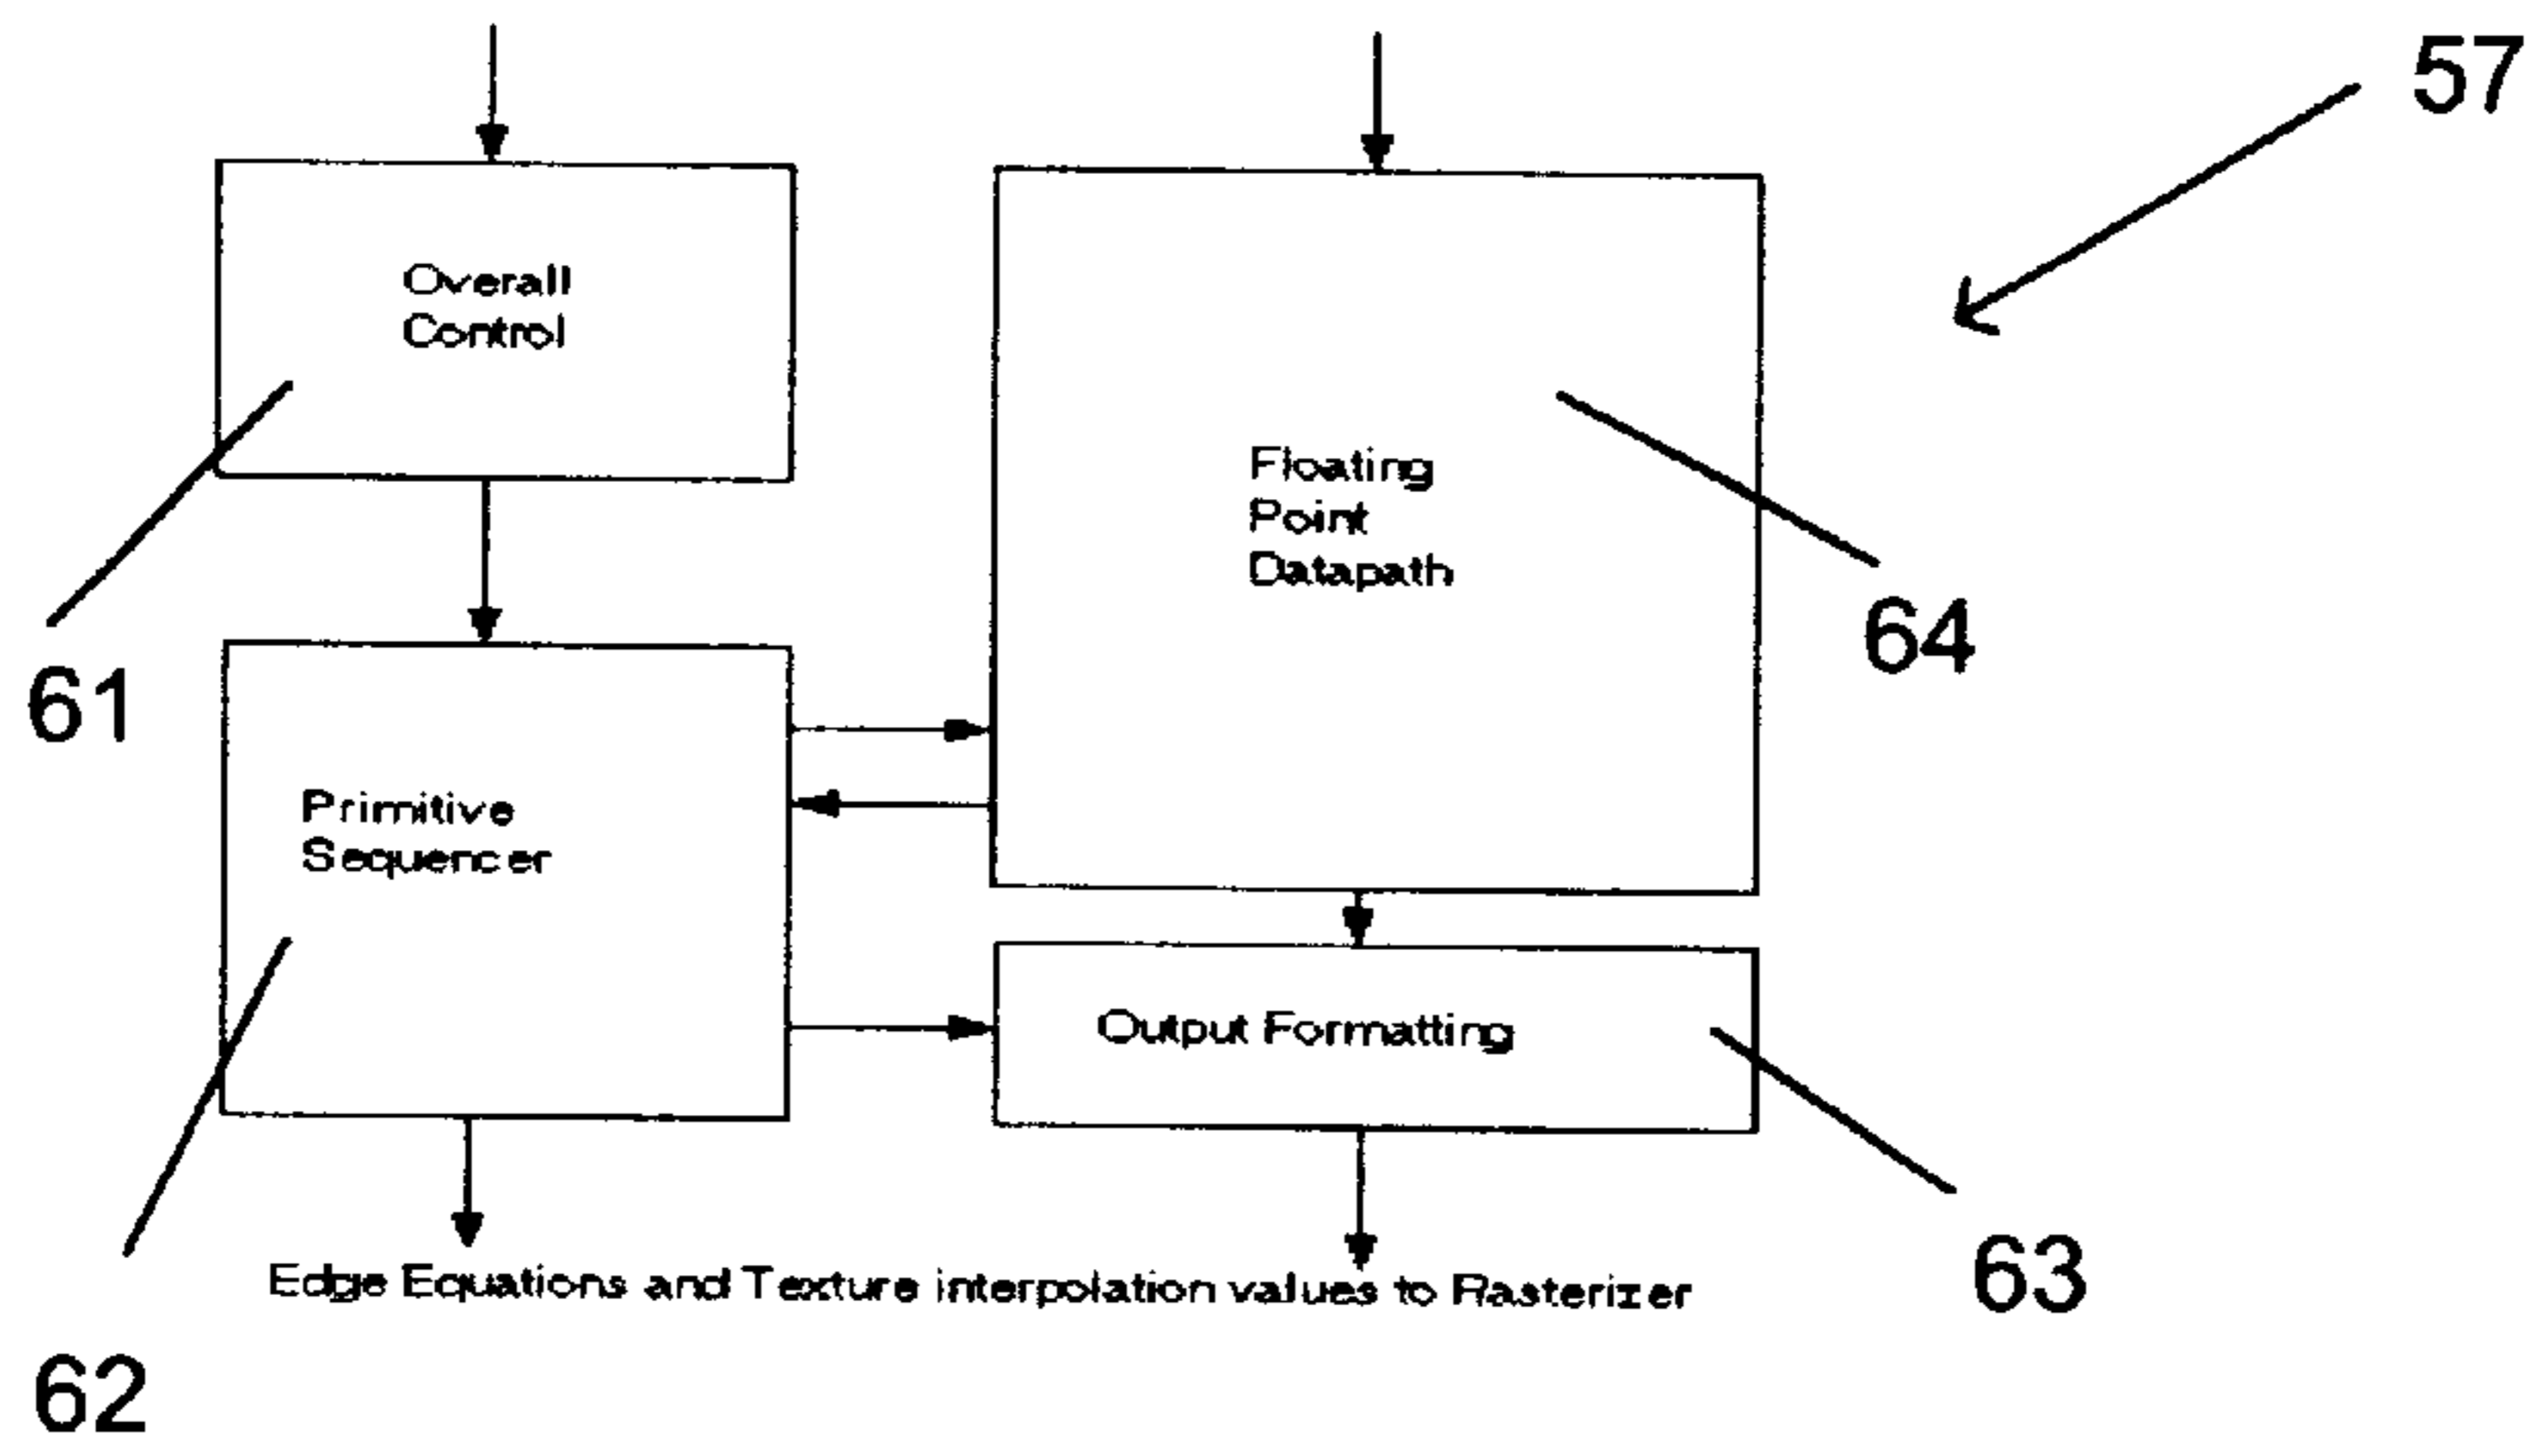 57
Overall
Control
Floating
Point
Datapath
64
61
Primitive
Sequencer
Output Formatting
Edge Equations and Texture interpolation values to Rasterizer
63
62